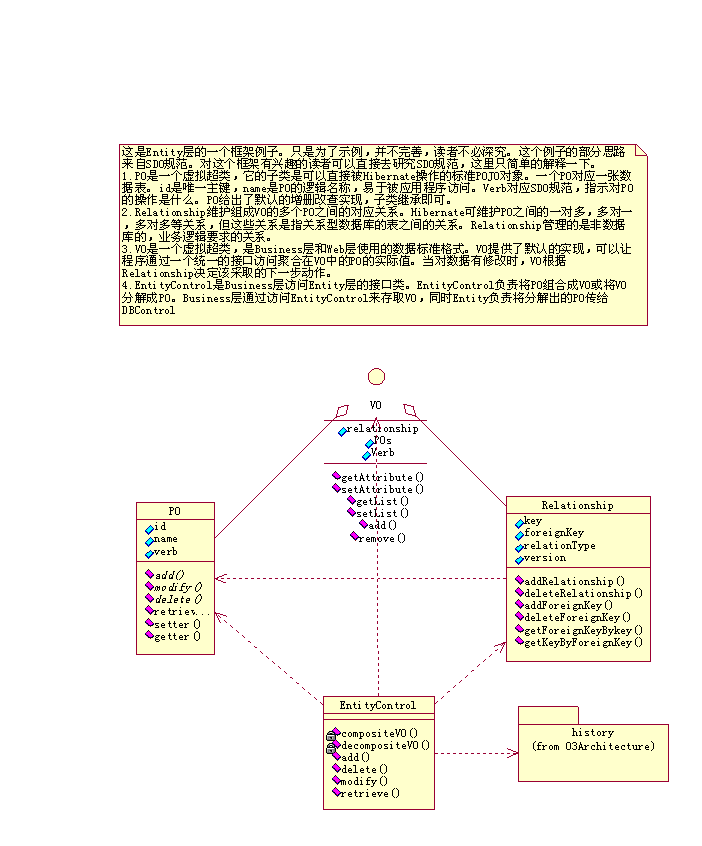 这是Entity层的一个框架例子。只是为了示例，并不完善，读者不必深究。这个例子的部分思路
来自SDO规范。对这个框架有兴趣的读者可以直接去研究SDO规范，这里只简单的解释一下。
1.PO是一个虚拟超类，它的子类是可以直接被Hibernate操作的标准POJO对象。一个PO对应一张数
据表。id是唯一主键，name是PO的逻辑名称，易于被应用程序访问。Verb对应SDO规范，指示对PO
的操作是什么。PO给出了默认的增册改查实现，子类继承即可。
2.Relationship维护组成VO的多个PO之间的对应关系。Hibernate可维护PO之间的一对多，多对一
，多对多等关系，但这些关系是指关系型数据库的表之间的关系。Relationship管理的是非数据
库的，业务逻辑要求的关系。
3.VO是一个虚拟超类，是Business层和Web层使用的数据标准格式。VO提供了默认的实现，可以让
程序通过一个统一的接口访问聚合在VO中的PO的实际值。当对数据有修改时，VO根据
Relationship决定该采取的下一步动作。
4.EntityControl是Business层访问Entity层的接口类。EntityControl负责将PO组合成VO或将VO
分解成PO。Business层通过访问EntityControl来存取VO，同时Entity负责将分解出的PO传给
DBControl
VO
relationship
POs
Verb
getAttribute()
setAttribute()
getList()
setList()
add()
remove()
PO
id
name
verb
add()
modify()
delete()
retriev...
setter()
getter()
Relationship
key
foreignKey
relationType
version
addRelationship()
deleteRelationship()
addForeignKey()
deleteForeignKey()
getForeignKeyBykey()
getKeyByForeignKey()
EntityControl
compositeVO()
decompositeVO()
add()
delete()
modify()
retrieve()
history
(from O3Architecture)